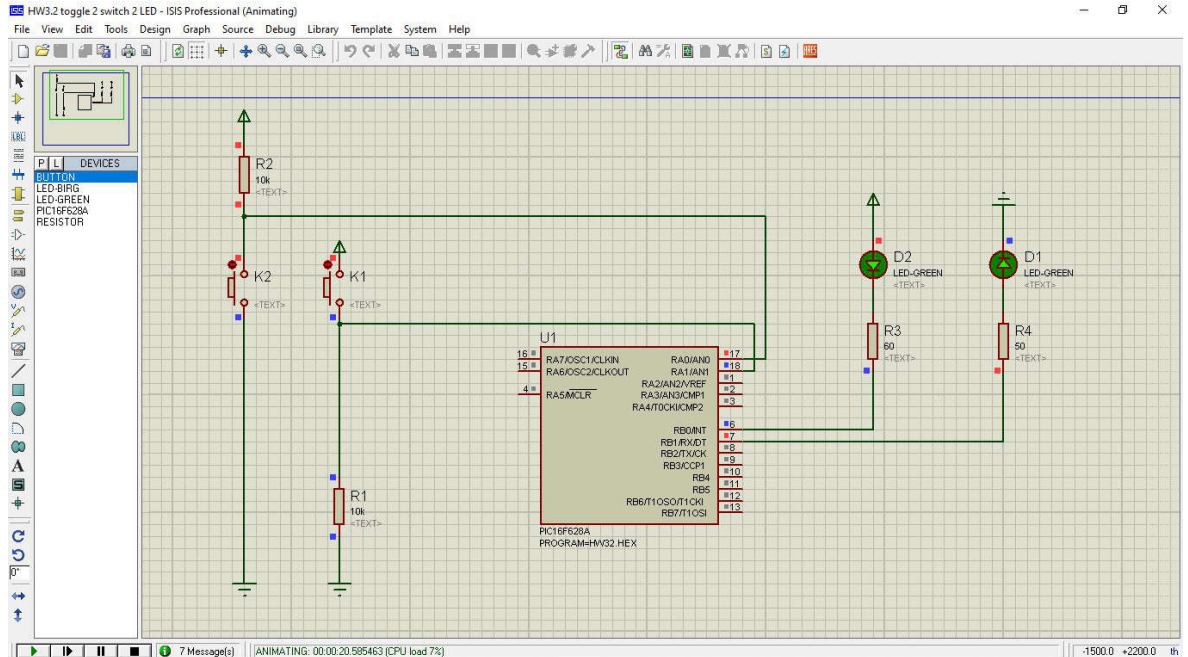 HW3.2 toggle 2 switch 2 LED - ISIS Professional (Animating)
File View Edit Tools Design Graph Source Debug Library Template System Help
LBL
P L DEVICES
BUTTON
LED-BIRG
LED-GREEN
PIC16F628A
RESISTOR
A
S
0°
R2
10k
<TEXT>
K2
<TEXT>
K1
<TEXT>
R1
10k
<TEXT>
D2
LED-GREEN
<TEXT>
D1
LED-GREEN
<TEXT>
R3
60
<TEXT>
R4
50
<TEXT>
U1
16 RA7/OSC1/CLKIN RA0/AN0 17
15 RA6/OSC2/CLKOUT RA1/AN1 18
RA2/AN2/VREF 1
4 RA5/MCLR RA3/AN3/CMP1 2
RA4/T0CKI/CMP2 3
RB0/INT 6
RB1/RX/DT 7
RB2/TX/CK 8
RB3/CCP1 9
RB4 10
RB5 11
RB6/T1OSO/T1CKI 12
RB7/T1OSI 13
PIC16F628A
PROGRAM=HW32.HEX
7 Message(s) ANIMATING: 00:00:20.585463 (CPU load 7%) -1500.0 +2200.0 th